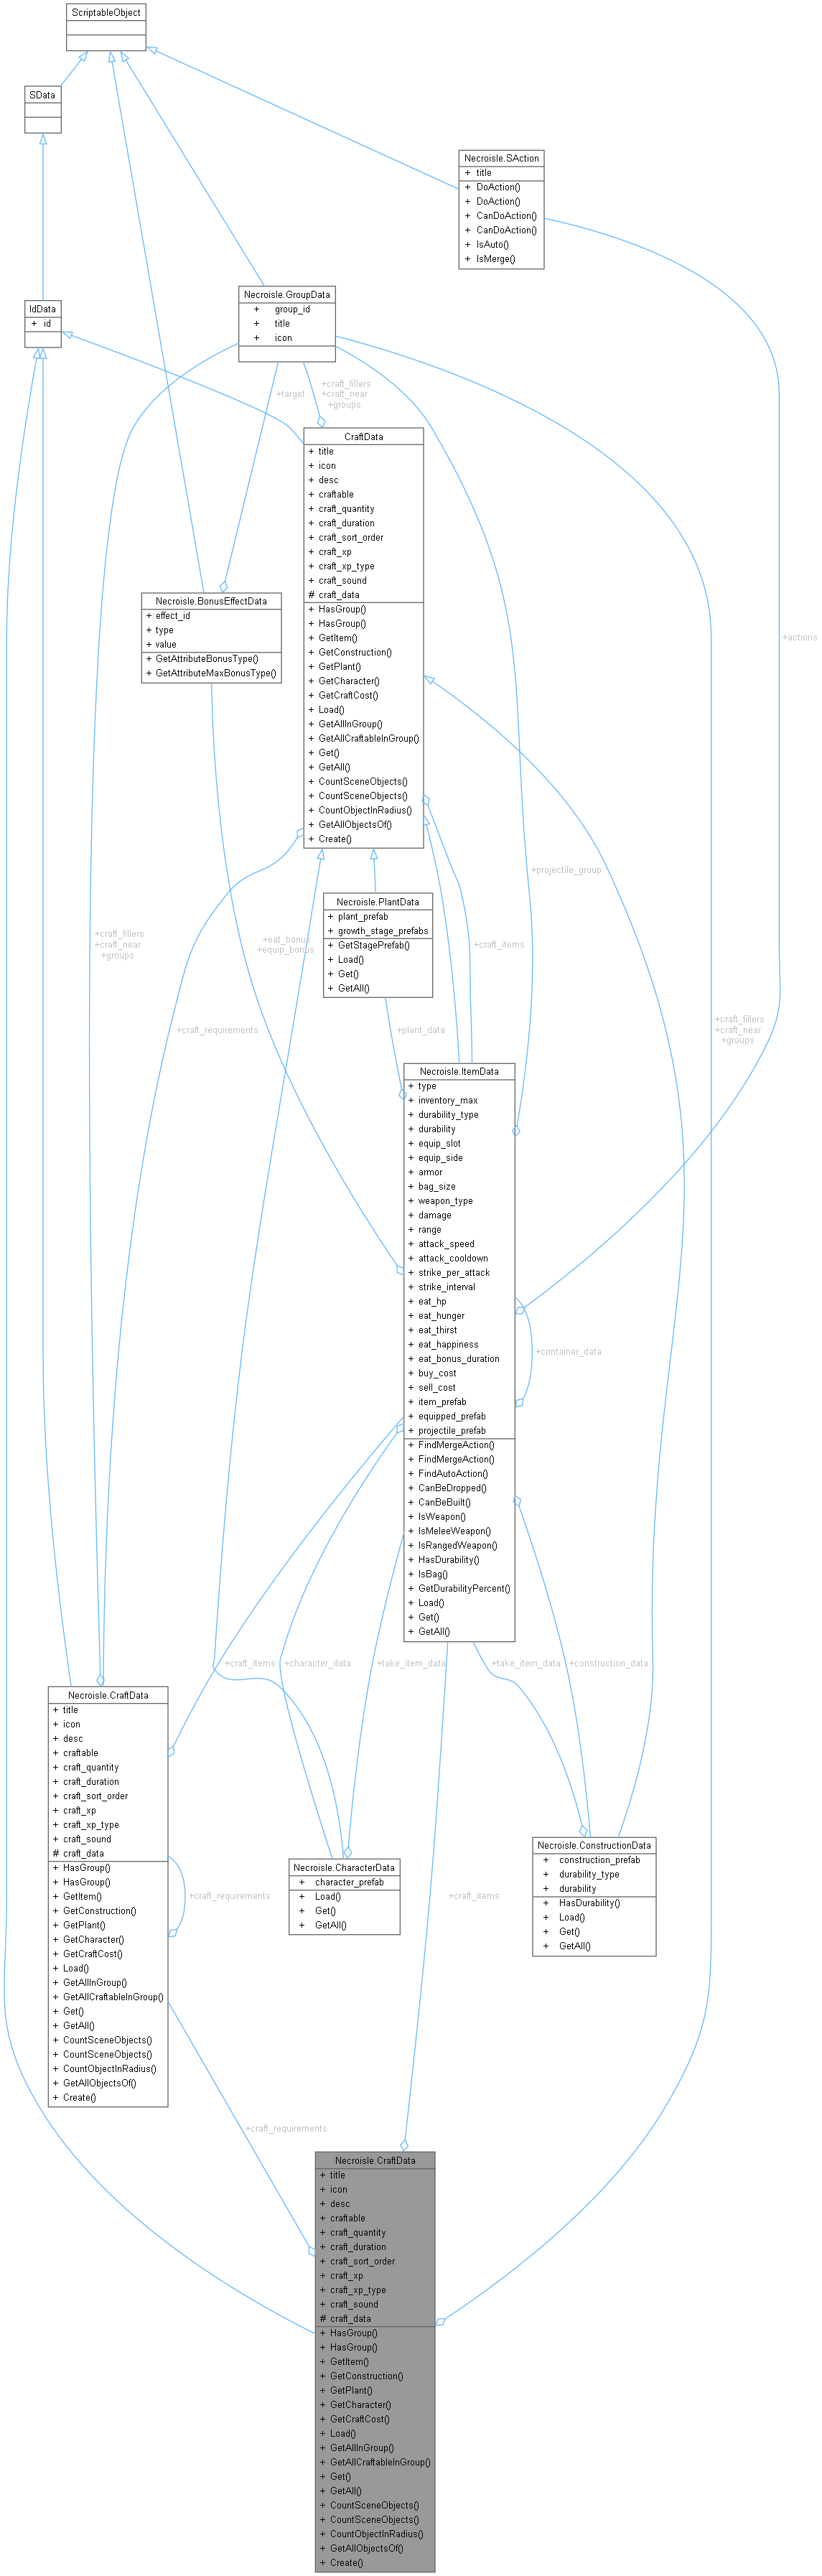 ScriptableObject
SData
Necroisle.SAction
+ title
+ DoAction()
+ DoAction()
+ CanDoAction()
+ CanDoAction()
+ IsAuto()
+ IsMerge()
Necroisle.GroupData
+ group_id
+ title
+ icon
IdData
+ id
+target
+craft_fillers
+craft_near
+groups
CraftData
+ title
+ icon
+ desc
+ craftable
+ craft_quantity
+ craft_duration
+ craft_sort_order
+ craft_xp
+ craft_xp_type
+ craft_sound
# craft_data
+ HasGroup()
+ HasGroup()
+ GetItem()
+ GetConstruction()
+ GetPlant()
+ GetCharacter()
+ GetCraftCost()
+ Load()
+ GetAllInGroup()
+ GetAllCraftableInGroup()
+ Get()
+ GetAll()
+ CountSceneObjects()
+ CountSceneObjects()
+ CountObjectInRadius()
+ GetAllObjectsOf()
+ Create()
Necroisle.BonusEffectData
+ effect_id
+ type
+ value
+ GetAttributeBonusType()
+ GetAttributeMaxBonusType()
+actions
+projectile_group
Necroisle.PlantData
+ plant_prefab
+ growth_stage_prefabs
+ GetStagePrefab()
+ Load()
+ Get()
+ GetAll()
+craft_fillers
+craft_near
+groups
+eat_bonus
+equip_bonus
+craft_items
+craft_requirements
+plant_data
+craft_fillers
+craft_near
+groups
Necroisle.ItemData
+ type
+ inventory_max
+ durability_type
+ durability
+ equip_slot
+ equip_side
+ armor
+ bag_size
+ weapon_type
+ damage
+ range
+ attack_speed
+ attack_cooldown
+ strike_per_attack
+ strike_interval
+ eat_hp
+ eat_hunger
+ eat_thirst
+ eat_happiness
+ eat_bonus_duration
+ buy_cost
+ sell_cost
+ item_prefab
+ equipped_prefab
+ projectile_prefab
+ FindMergeAction()
+ FindMergeAction()
+ FindAutoAction()
+ CanBeDropped()
+ CanBeBuilt()
+ IsWeapon()
+ IsMeleeWeapon()
+ IsRangedWeapon()
+ HasDurability()
+ IsBag()
+ GetDurabilityPercent()
+ Load()
+ Get()
+ GetAll()
+container_data
+craft_items
+character_data
+take_item_data
+take_item_data
+construction_data
Necroisle.CraftData
+ title
+ icon
+ desc
+ craftable
+ craft_quantity
+ craft_duration
+ craft_sort_order
+ craft_xp
+ craft_xp_type
+ craft_sound
# craft_data
+ HasGroup()
+ HasGroup()
+ GetItem()
+ GetConstruction()
+ GetPlant()
+ GetCharacter()
+ GetCraftCost()
+ Load()
+ GetAllInGroup()
+ GetAllCraftableInGroup()
+ Get()
+ GetAll()
+ CountSceneObjects()
+ CountSceneObjects()
+ CountObjectInRadius()
+ GetAllObjectsOf()
+ Create()
+craft_requirements
Necroisle.CharacterData
+ character_prefab
+ Load()
+ Get()
+ GetAll()
Necroisle.ConstructionData
+ construction_prefab
+ durability_type
+ durability
+ HasDurability()
+ Load()
+ Get()
+ GetAll()
+craft_items
+craft_requirements
Necroisle.CraftData
+ title
+ icon
+ desc
+ craftable
+ craft_quantity
+ craft_duration
+ craft_sort_order
+ craft_xp
+ craft_xp_type
+ craft_sound
# craft_data
+ HasGroup()
+ HasGroup()
+ GetItem()
+ GetConstruction()
+ GetPlant()
+ GetCharacter()
+ GetCraftCost()
+ Load()
+ GetAllInGroup()
+ GetAllCraftableInGroup()
+ Get()
+ GetAll()
+ CountSceneObjects()
+ CountSceneObjects()
+ CountObjectInRadius()
+ GetAllObjectsOf()
+ Create()